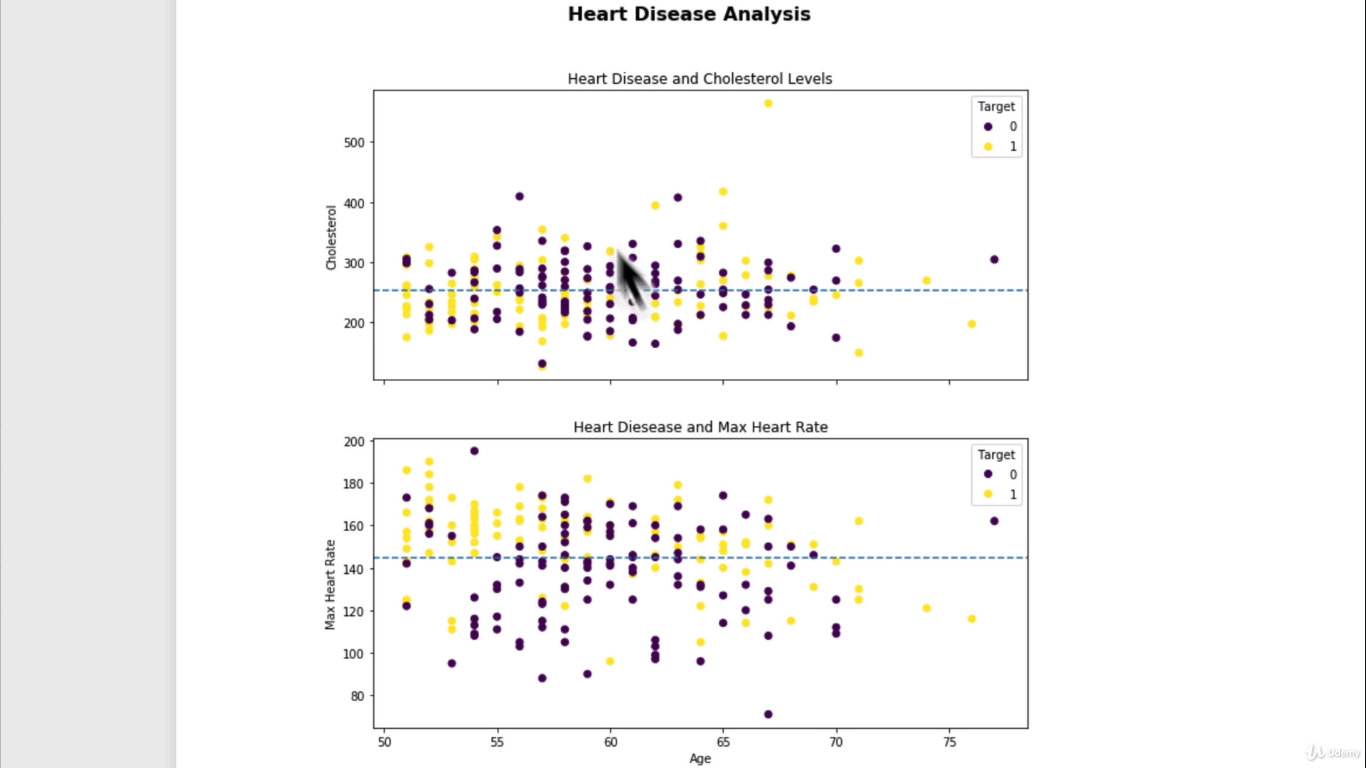 Heart Disease Analysis
Heart Disease and Cholesterol Levels
Target
0
1
500
400
300
200
Cholesterol
Heart Diesease and Max Heart Rate
Target
0
1
200
180
160
140
120
100
80
Max Heart Rate
50 55 60 65 70 75
Age
Udemy